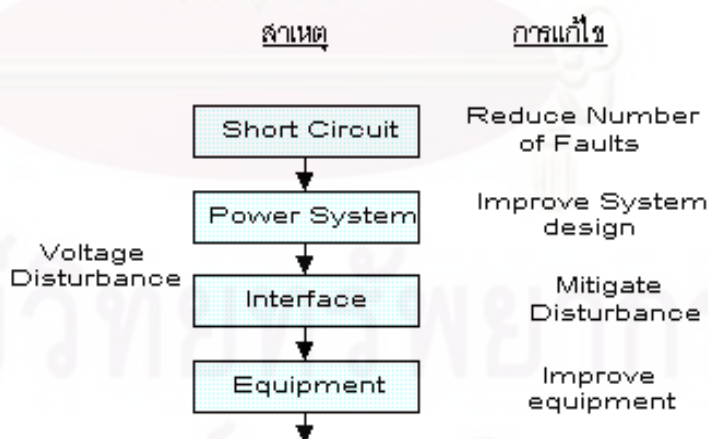 สาเหตุ การแก้ไข
Short Circuit
Reduce Number
of Faults
Power System
Improve System
design
Voltage
Disturbance
Interface
Mitigate
Disturbance
Equipment
Improve
equipment